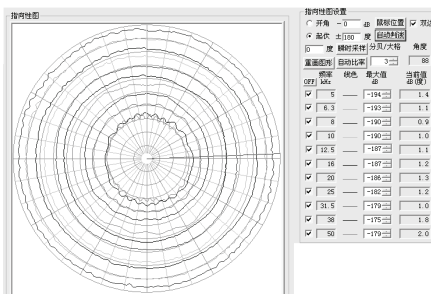 指向性图
指向性图设置
开角 -0 dB 鼠标位置 双边
起伏 ±180 度 自动判读
0 度 瞬时采样 分贝/大格 角度
重画图形 自动比率 3 88
频率 线色 最大值 当前值
OFF kHz dB dB(度)
5 -194 1.4
6.3 -193 1.1
8 -190 0.9
10 -190 1.0
12.5 -187 1.1
16 -187 1.2
20 -186 1.3
25 -182 1.2
31.5 -179 1.0
38 -175 1.8
50 -179 2.0